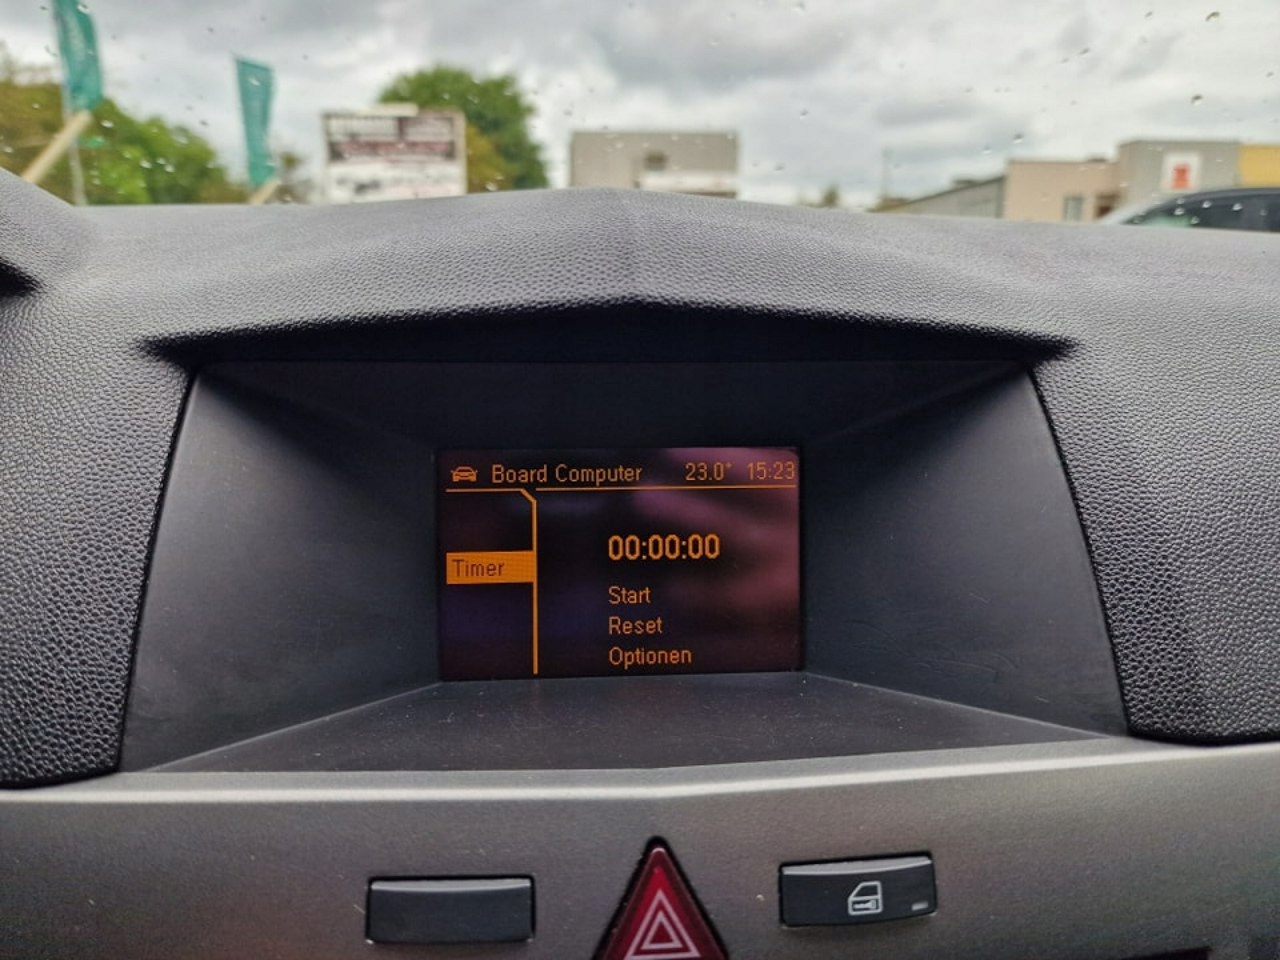 Board Computer 23.0° 15:23
00:00:00
Timer
Start
Reset
Optionen